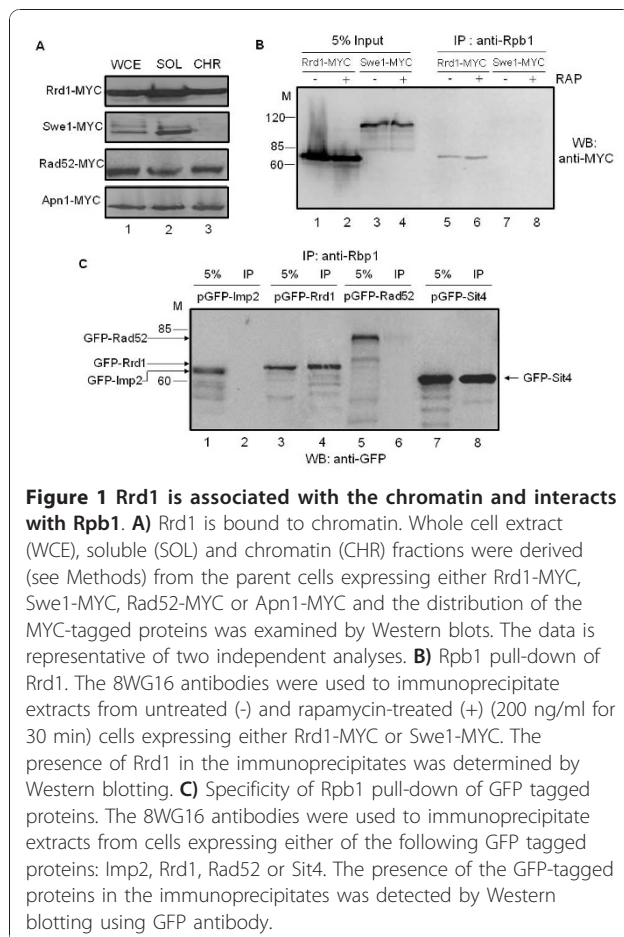 A
WCE SOL CHR
Rrd1-MYC
Swe1-MYC
Rad52-MYC
Apn1-MYC
1 2 3
B
5% Input IP : anti-Rpb1
Rrd1-MYC Swe1-MYC Rrd1-MYC Swe1-MYC
- + - + - + - + RAP
M
120
85
60
WB:
anti-MYC
1 2 3 4 5 6 7 8
C
IP: anti-Rbp1
5% IP 5% IP 5% IP 5% IP
pGFP-Imp2 pGFP-Rrd1 pGFP-Rad52 pGFP-Sit4
M
85
GFP-Rad52
GFP-Rrd1
GFP-Imp2
60
GFP-Sit4
1 2 3 4 5 6 7 8
WB: anti-GFP
Figure 1 Rrd1 is associated with the chromatin and interacts
with Rpb1. A) Rrd1 is bound to chromatin. Whole cell extract
(WCE), soluble (SOL) and chromatin (CHR) fractions were derived
(see Methods) from the parent cells expressing either Rrd1-MYC,
Swe1-MYC, Rad52-MYC or Apn1-MYC and the distribution of the
MYC-tagged proteins was examined by Western blots. The data is
representative of two independent analyses. B) Rpb1 pull-down of
Rrd1. The 8WG16 antibodies were used to immunoprecipitate
extracts from untreated (-) and rapamycin-treated (+) (200 ng/ml for
30 min) cells expressing either Rrd1-MYC or Swe1-MYC. The
presence of Rrd1 in the immunoprecipitates was determined by
Western blotting. C) Specificity of Rpb1 pull-down of GFP tagged
proteins. The 8WG16 antibodies were used to immunoprecipitate
extracts from cells expressing either of the following GFP tagged
proteins: Imp2, Rrd1, Rad52 or Sit4. The presence of the GFP-tagged
proteins in the immunoprecipitates was detected by Western
blotting using GFP antibody.